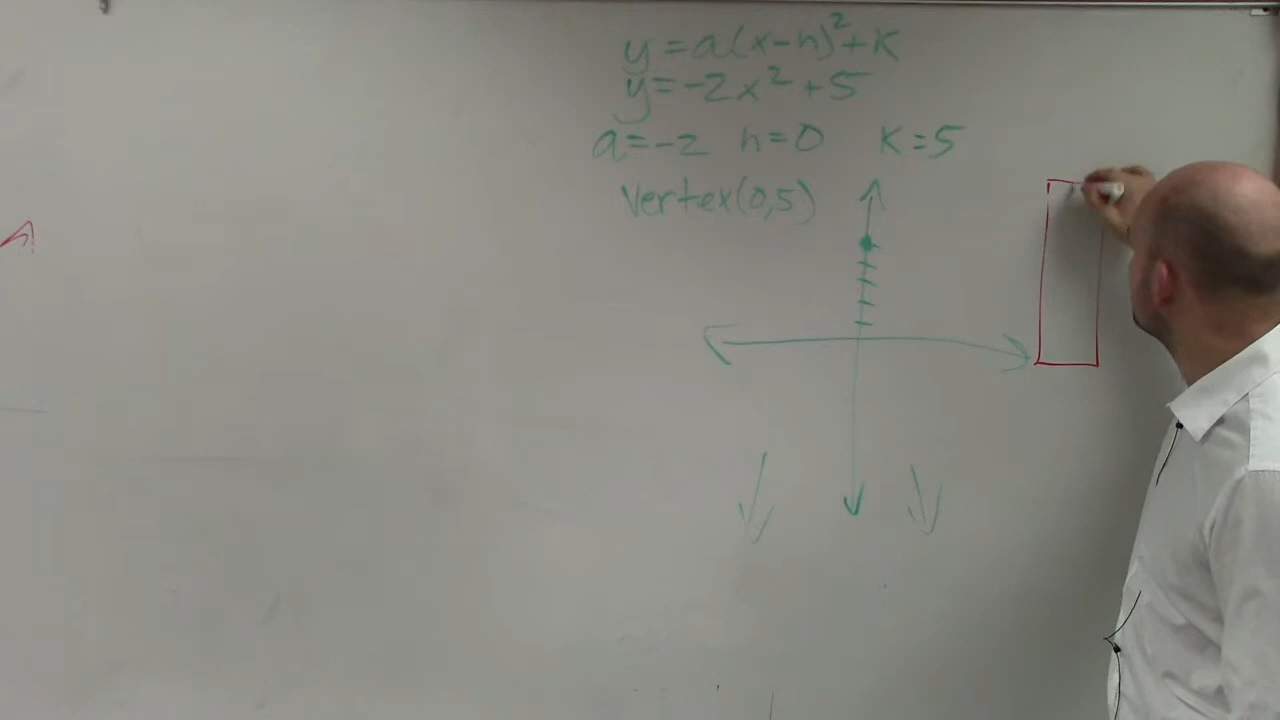 y=a(x-h)²+K
y=-2x²+5
a=-2 h=0 K=5
Vertex(0,5)